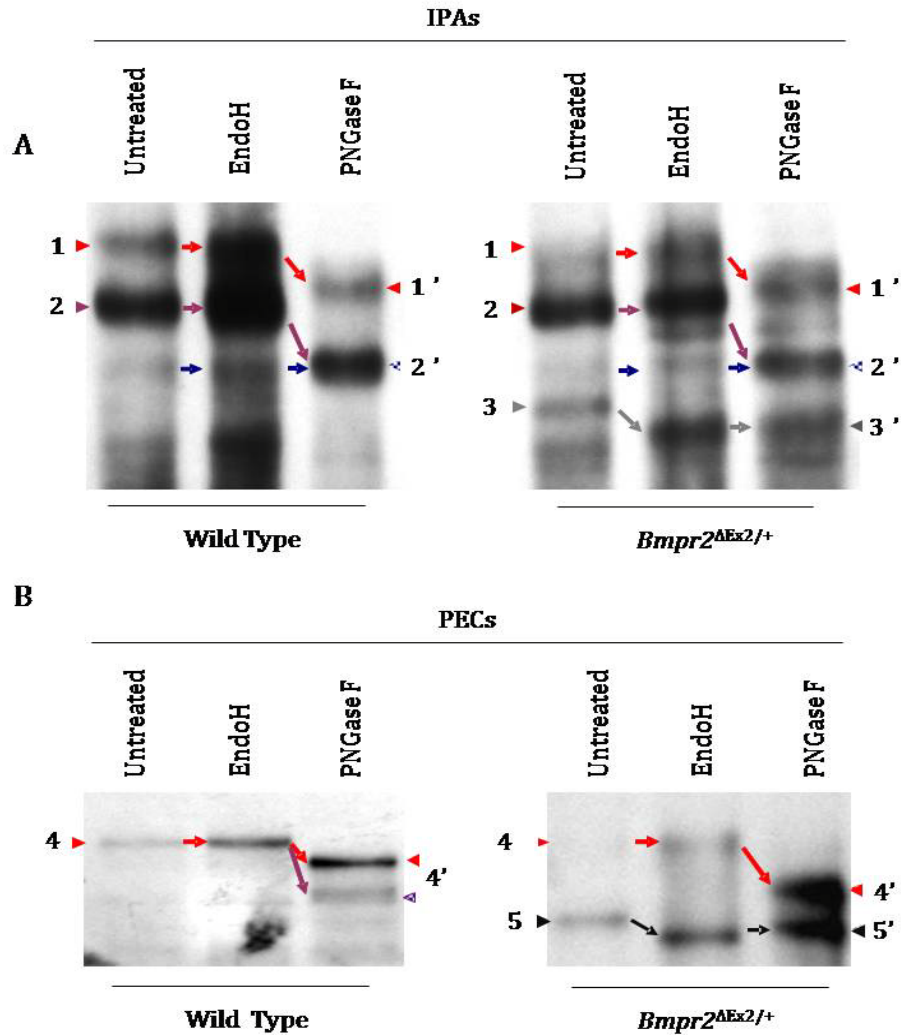 IPAs
A
Untreated
EndoH
PNGase F
Untreated
EndoH
PNGase F
1
2
1'
2'
1
2
3
1'
2'
3'
Wild Type
Bmpr2ΔEx2/+
B
PECs
Untreated
EndoH
PNGase F
Untreated
EndoH
PNGase F
4
4'
4
5
4'
5'
Wild Type
Bmpr2ΔEx2/+